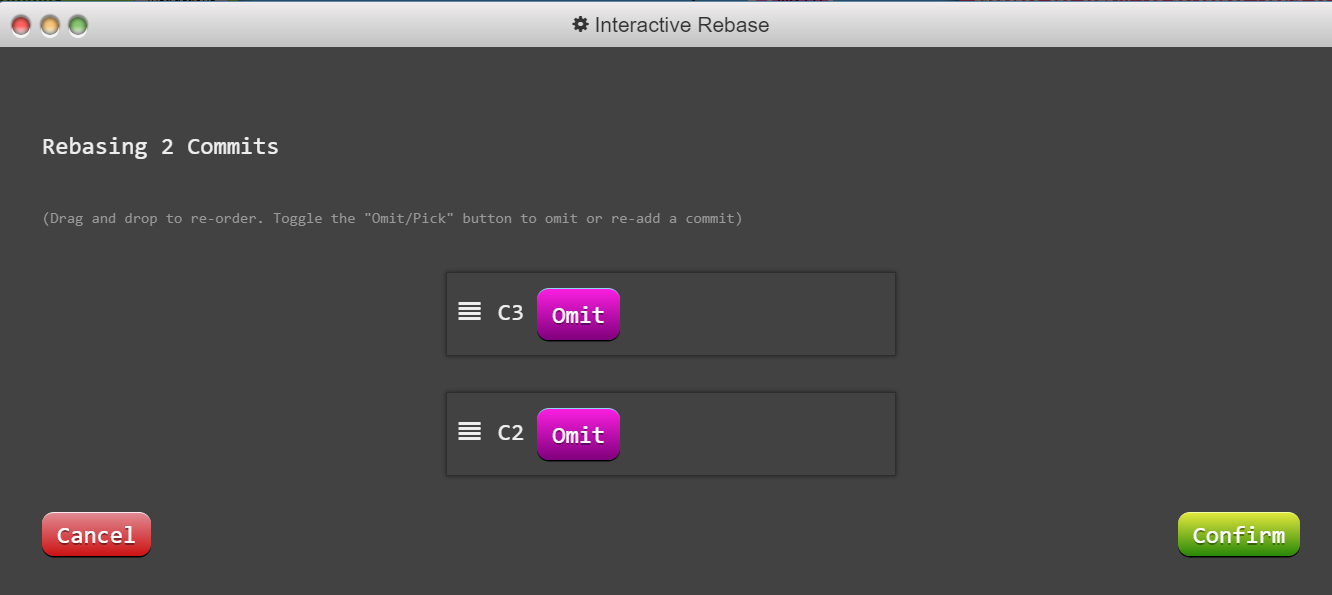 Interactive Rebase
Rebasing 2 Commits
(Drag and drop to re-order. Toggle the "Omit/Pick" button to omit or re-add a commit)
C3 Omit
C2 Omit
Cancel
Confirm